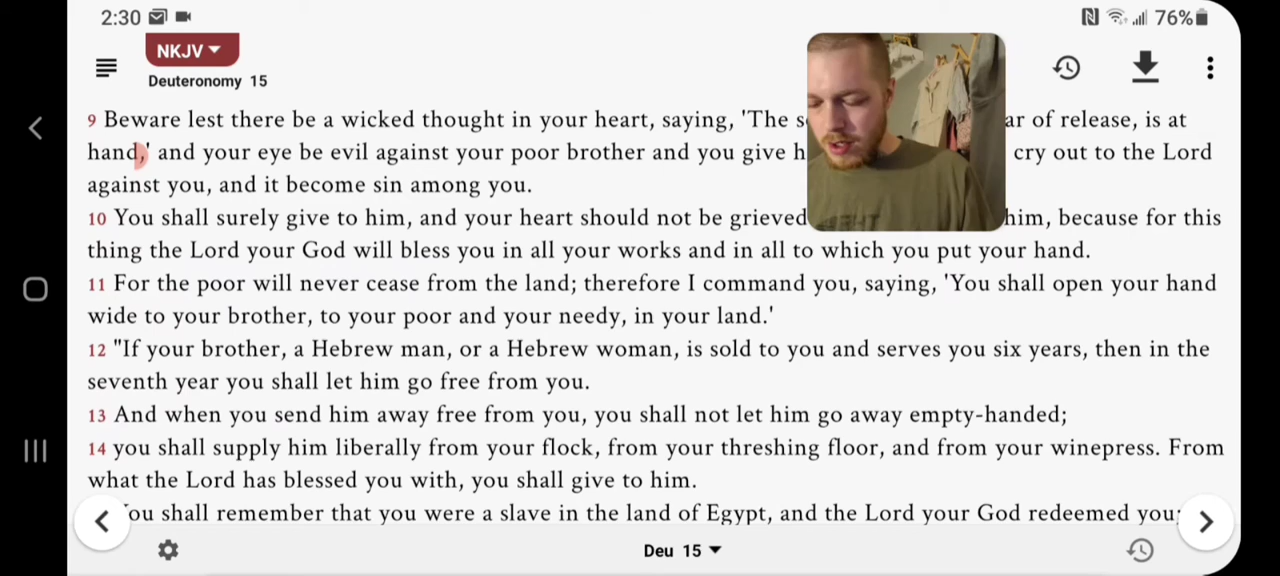 2:30 76%
NKJV
Deuteronomy 15
9 Beware lest there be a wicked thought in your heart, saying, 'The s ar of release, is at
hand,' and your eye be evil against your poor brother and you give h cry out to the Lord
against you, and it become sin among you.
10 You shall surely give to him, and your heart should not be grieved him, because for this
thing the Lord your God will bless you in all your works and in all to which you put your hand.
11 For the poor will never cease from the land; therefore I command you, saying, 'You shall open your hand
wide to your brother, to your poor and your needy, in your land.'
12 "If your brother, a Hebrew man, or a Hebrew woman, is sold to you and serves you six years, then in the
seventh year you shall let him go free from you.
13 And when you send him away free from you, you shall not let him go away empty-handed;
14 you shall supply him liberally from your flock, from your threshing floor, and from your winepress. From
what the Lord has blessed you with, you shall give to him.
ou shall remember that you were a slave in the land of Egypt, and the Lord your God redeemed you;
Deu 15